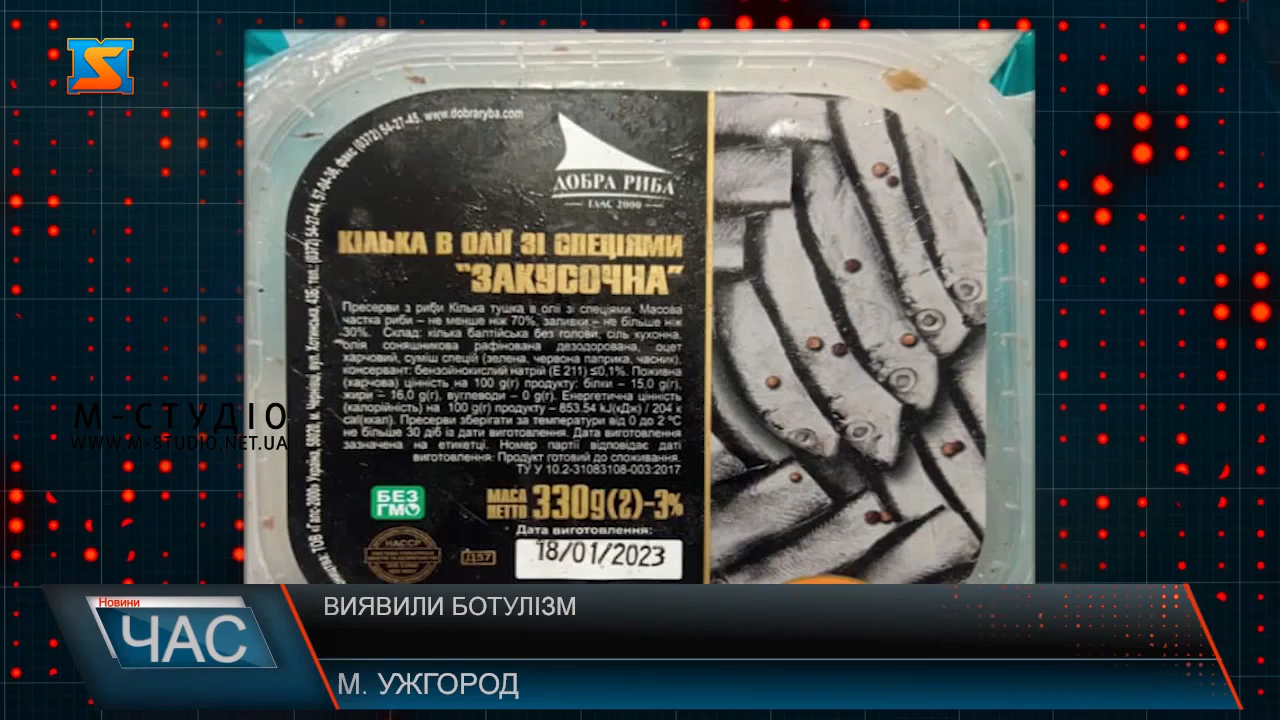 www.dobraryba.com
ДОБРА РИБА
ГЛАС 2000
КІЛЬКА В ОЛІЇ ЗІ СПЕЦІЯМИ
"ЗАКУСОЧНА"
Пресерви з риби Кілька тушка в олії зі спеціями. Масова
частка риби – не менше ніж 70%, заливки – не більше ніж
30%. Склад: кілька балтійська без голови, сіль кухонна,
олія соняшникова рафінована дезодорована, оцет
харчовий, суміш спецій (зелена, червона паприка, часник),
консервант: бензойнокислий натрій (Е 211) ≤0,1%. Поживна
(харчова) цінність на 100 g(г) продукту: білки – 15,0 g(г),
жири – 16,0 g(г), вуглеводи – 0 g(г). Енергетична цінність
(калорійність) на 100 g(г) продукту – 853.54 kJ(кДж) / 204 к
cal(ккал). Пресерви зберігати за температури від 0 до 2 °С
не більше 30 діб із дати виготовлення. Дата виготовлення
зазначена на етикетці. Номер партії відповідає даті
виготовлення. Продукт готовий до споживання.
ТУ У 10.2-31083108-003:2017
БЕЗ
ГМО
МАСА
НЕТТО 330g(г)-3%
Дата виготовлення:
18/01/2023
HACCP
Д57
М-СТУДІО
WWW.M-STUDIO.NET.UA
Новини
ЧАС
ВИЯВИЛИ БОТУЛІЗМ
М. УЖГОРОД